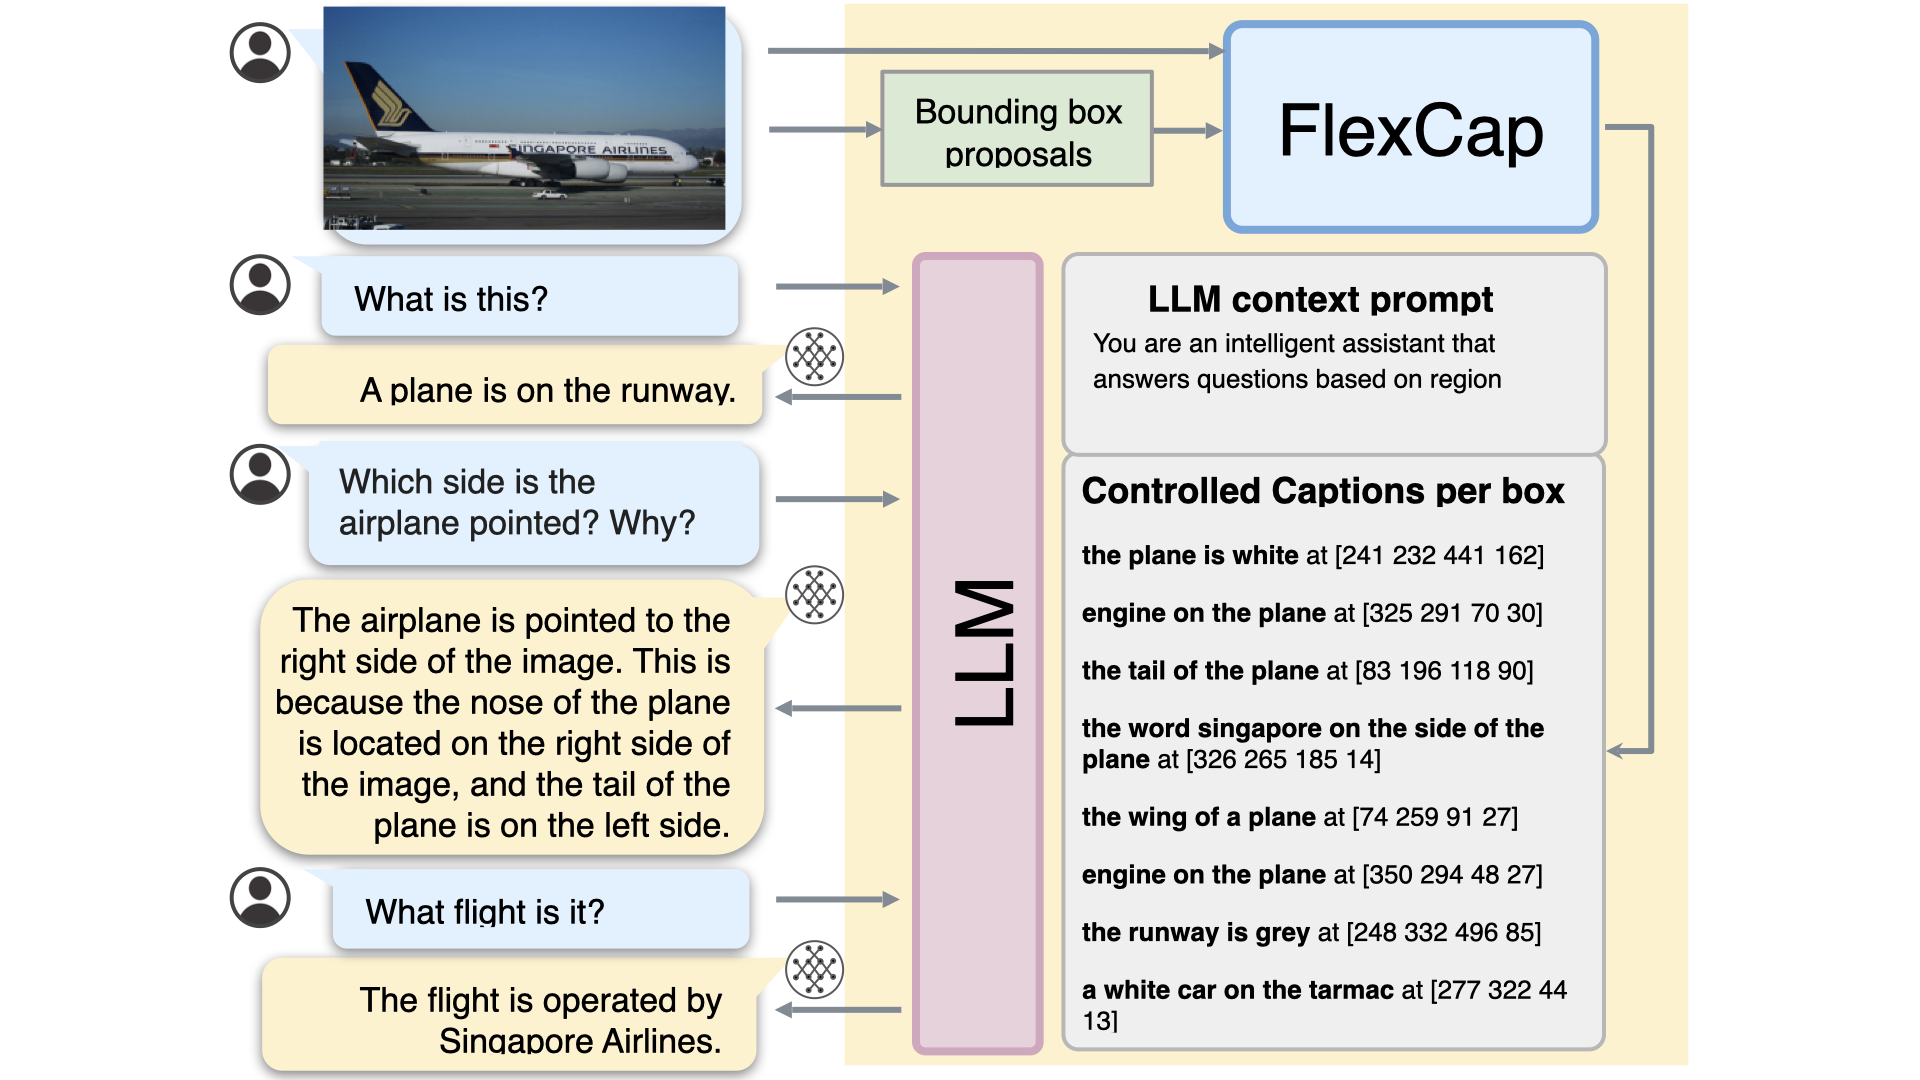 SINGAPORE AIRLINES
Bounding box
proposals
FlexCap
What is this?
A plane is on the runway.
Which side is the
airplane pointed? Why?
The airplane is pointed to the
right side of the image. This is
because the nose of the plane
is located on the right side of
the image, and the tail of the
plane is on the left side.
What flight is it?
The flight is operated by
Singapore Airlines.
LLM
LLM context prompt
You are an intelligent assistant that
answers questions based on region
Controlled Captions per box
the plane is white at [241 232 441 162]
engine on the plane at [325 291 70 30]
the tail of the plane at [83 196 118 90]
the word singapore on the side of the
plane at [326 265 185 14]
the wing of a plane at [74 259 91 27]
engine on the plane at [350 294 48 27]
the runway is grey at [248 332 496 85]
a white car on the tarmac at [277 322 44
13]